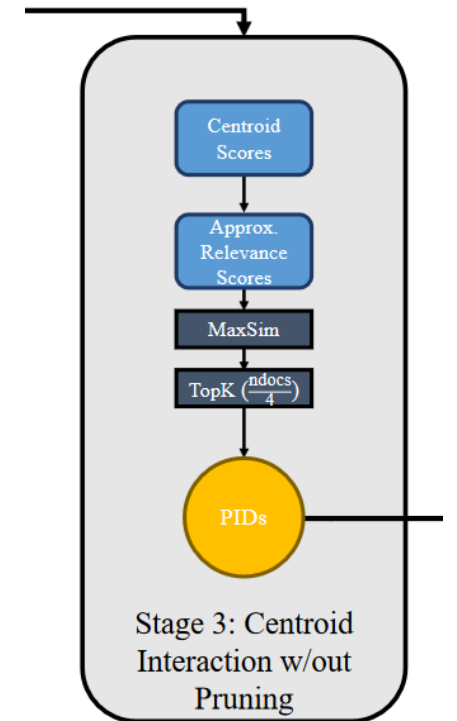 Centroid
Scores
Approx.
Relevance
Scores
MaxSim
TopK (ndocs/4)
PIDs
Stage 3: Centroid
Interaction w/out
Pruning